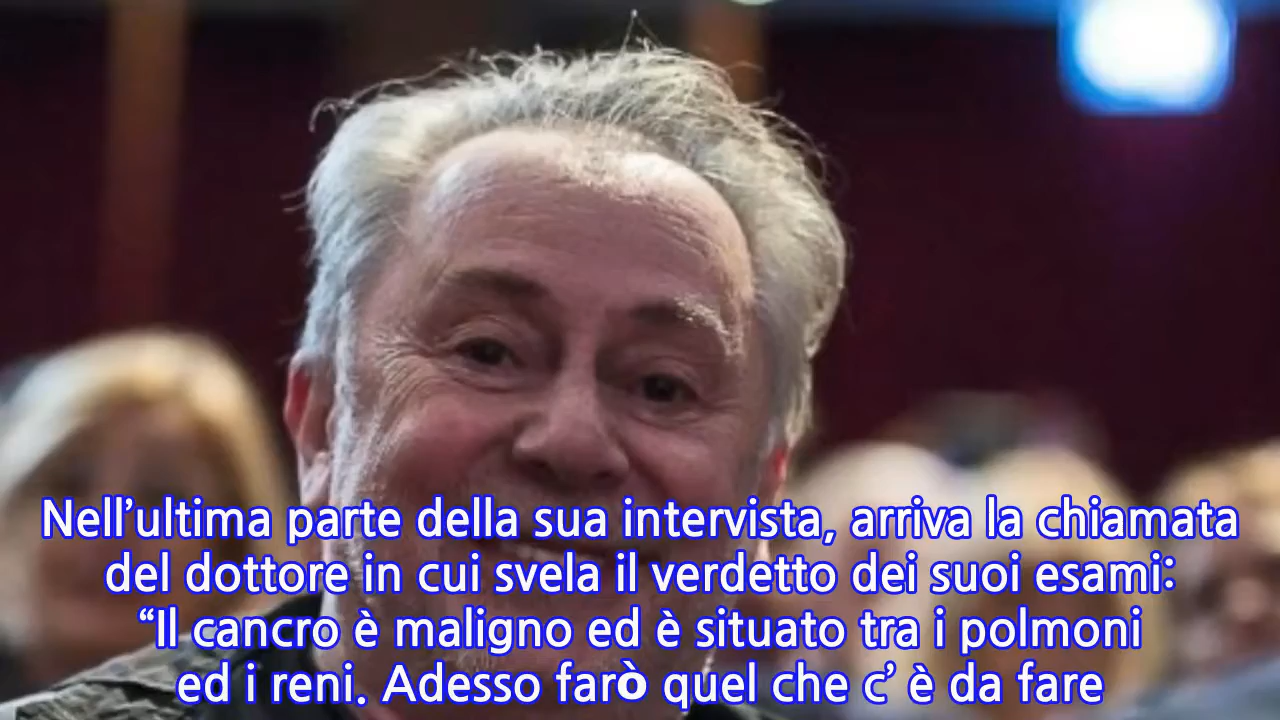 Nell’ultima parte della sua intervista, arriva la chiamata
del dottore in cui svela il verdetto dei suoi esami:
“Il cancro è maligno ed è situato tra i polmoni
ed i reni. Adesso farò quel che c’ è da fare